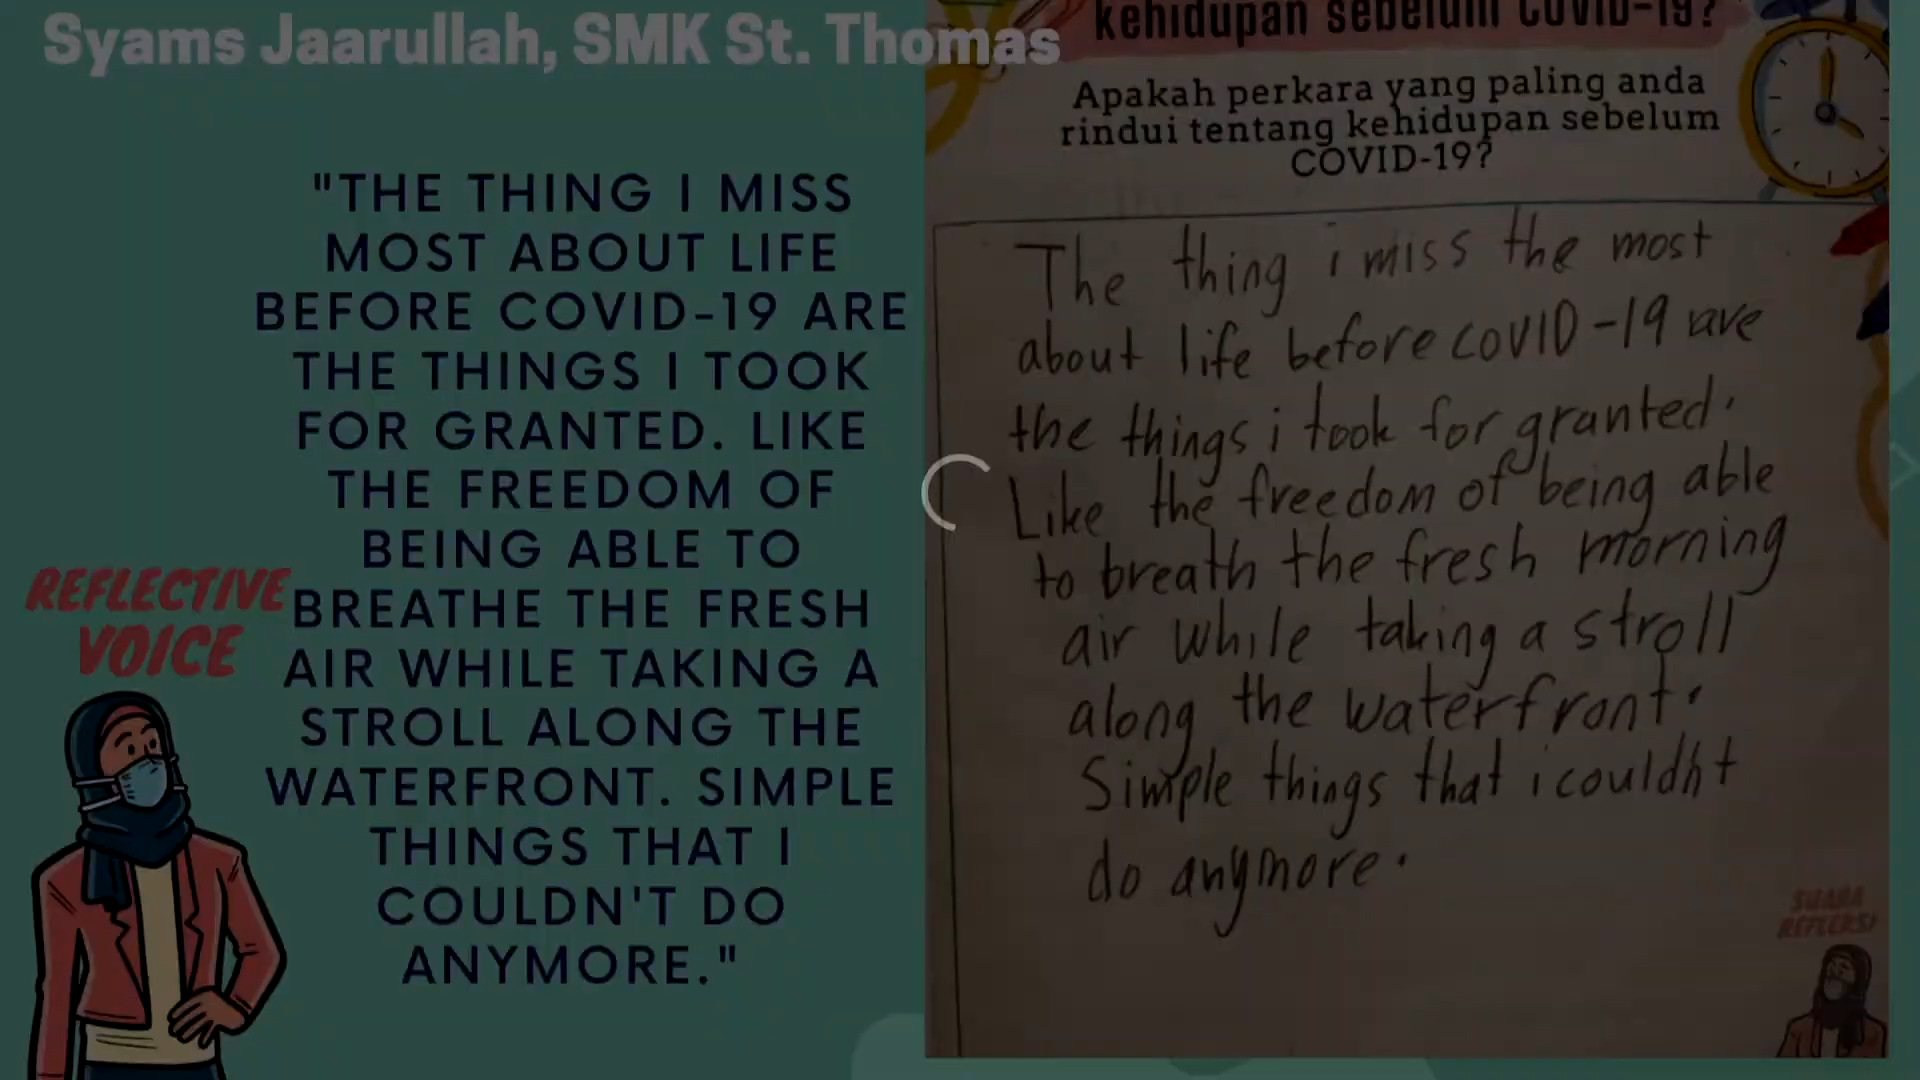 Syams Jaarullah, SMK St. Thomas
"THE THING I MISS
MOST ABOUT LIFE
BEFORE COVID-19 ARE
THE THINGS I TOOK
FOR GRANTED. LIKE
THE FREEDOM OF
BEING ABLE TO
BREATHE THE FRESH
AIR WHILE TAKING A
STROLL ALONG THE
WATERFRONT. SIMPLE
THINGS THAT I
COULDN'T DO
ANYMORE."
REFLECTIVE
VOICE
kehidupan sebelum COVID-19?
Apakah perkara yang paling anda
rindui tentang kehidupan sebelum
COVID-19?
The thing i miss the most
about life before COVID-19 are
the things i took for granted.
Like the freedom of being able
to breath the fresh morning
air while taking a stroll
along the waterfront.
Simple things that i couldn't
do anymore.
SUARA
REFLEKSI